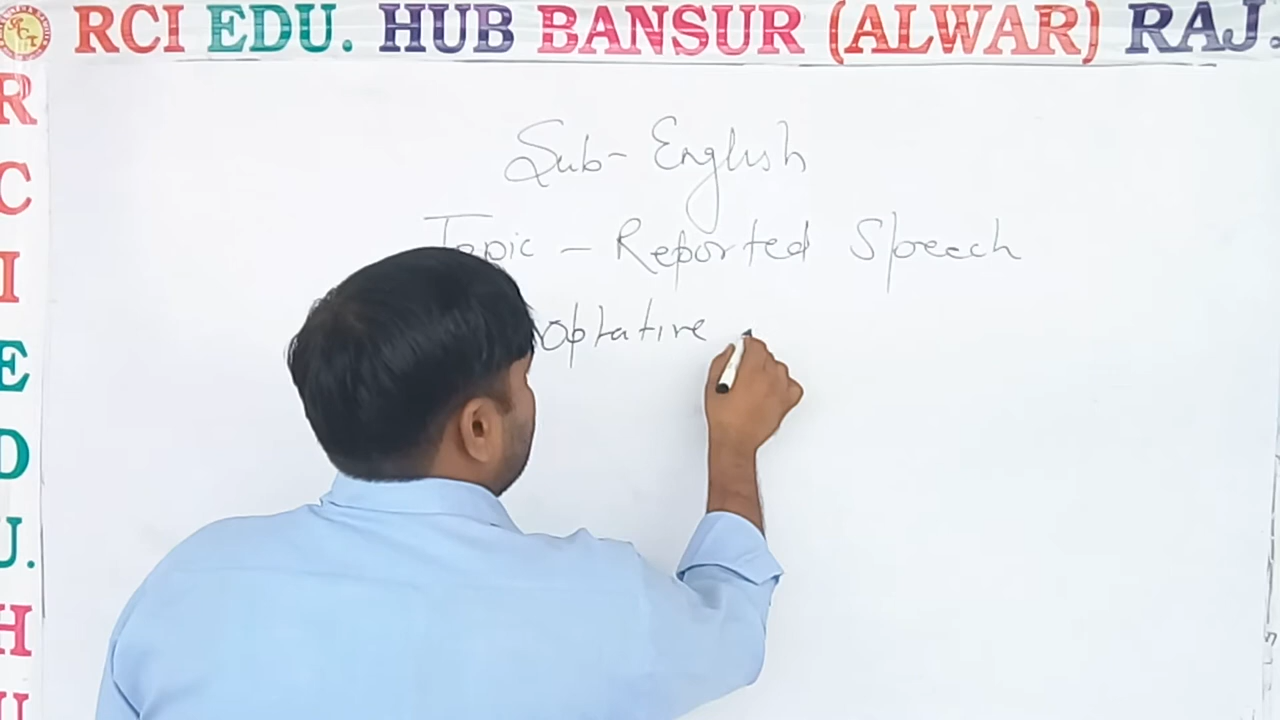 RCI EDU. HUB BANSUR (ALWAR) RAJ.
R
C
I
E
D
U.
H
U
Sub- English
Topic - Reported Speech
optative